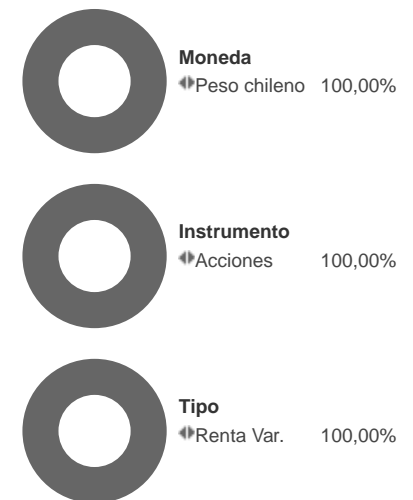 Moneda
Peso chileno 100,00%
Instrumento
Acciones 100,00%
Tipo
Renta Var. 100,00%